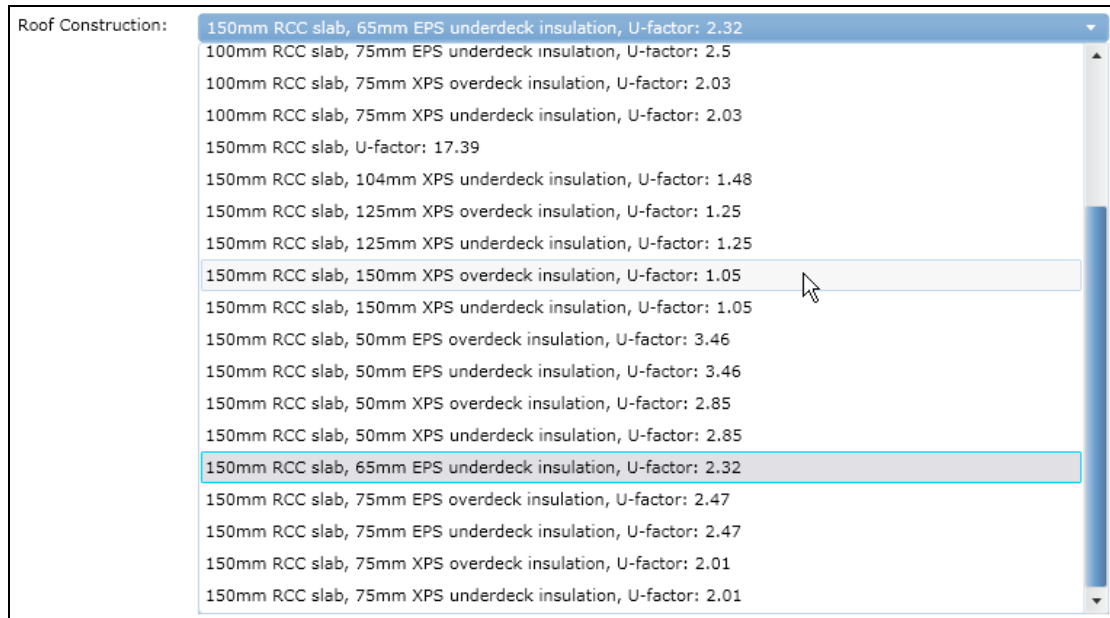 Roof Construction:
150mm RCC slab, 65mm EPS underdeck insulation, U-factor: 2.32
100mm RCC slab, 75mm EPS underdeck insulation, U-factor: 2.5
100mm RCC slab, 75mm XPS overdeck insulation, U-factor: 2.03
100mm RCC slab, 75mm XPS underdeck insulation, U-factor: 2.03
150mm RCC slab, U-factor: 17.39
150mm RCC slab, 104mm XPS underdeck insulation, U-factor: 1.48
150mm RCC slab, 125mm XPS overdeck insulation, U-factor: 1.25
150mm RCC slab, 125mm XPS underdeck insulation, U-factor: 1.25
150mm RCC slab, 150mm XPS overdeck insulation, U-factor: 1.05
150mm RCC slab, 150mm XPS underdeck insulation, U-factor: 1.05
150mm RCC slab, 50mm EPS overdeck insulation, U-factor: 3.46
150mm RCC slab, 50mm EPS underdeck insulation, U-factor: 3.46
150mm RCC slab, 50mm XPS overdeck insulation, U-factor: 2.85
150mm RCC slab, 50mm XPS underdeck insulation, U-factor: 2.85
150mm RCC slab, 65mm EPS underdeck insulation, U-factor: 2.32
150mm RCC slab, 75mm EPS overdeck insulation, U-factor: 2.47
150mm RCC slab, 75mm EPS underdeck insulation, U-factor: 2.47
150mm RCC slab, 75mm XPS overdeck insulation, U-factor: 2.01
150mm RCC slab, 75mm XPS underdeck insulation, U-factor: 2.01